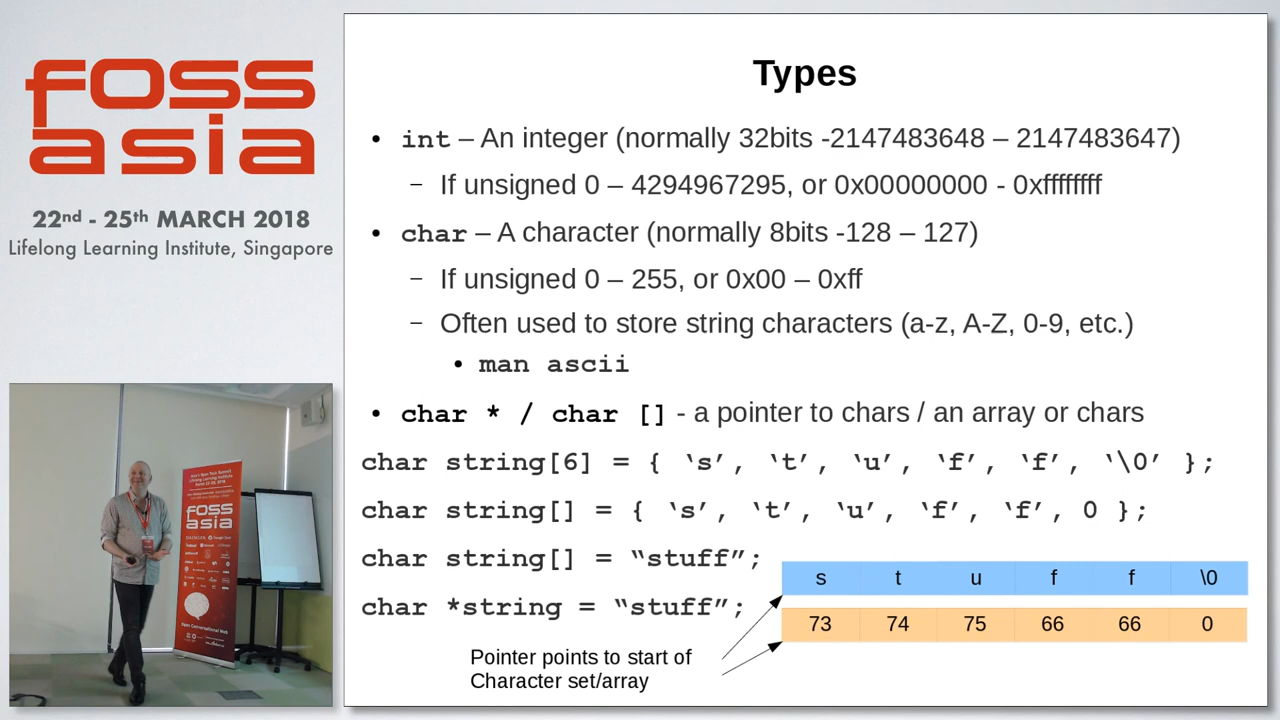 foss
asia
22nd - 25th MARCH 2018
Lifelong Learning Institute, Singapore
Types
• int – An integer (normally 32bits -2147483648 – 2147483647)
– If unsigned 0 – 4294967295, or 0x00000000 - 0xffffffff
• char – A character (normally 8bits -128 – 127)
– If unsigned 0 – 255, or 0x00 – 0xff
– Often used to store string characters (a-z, A-Z, 0-9, etc.)
• man ascii
• char * / char [] - a pointer to chars / an array or chars
char string[6] = { ‘s’, ‘t’, ‘u’, ‘f’, ‘f’, ‘\0’ };
char string[] = { ‘s’, ‘t’, ‘u’, ‘f’, ‘f’, 0 };
char string[] = “stuff”;
char *string = “stuff”;
s t u f f \0
73 74 75 66 66 0
Pointer points to start of
Character set/array
foss
asia